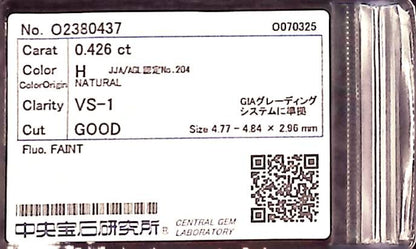 No. O2380437 O070325
Carat 0.426 ct
Color H JJA/AGL認定No.204
ColorOrigin NATURAL
Clarity VS-1 GIAグレーディング
システムに準拠
Cut GOOD Size 4.77 - 4.84 × 2.96 mm
Fluo. FAINT
中央宝石研究所® CENTRAL GEM
LABORATORY